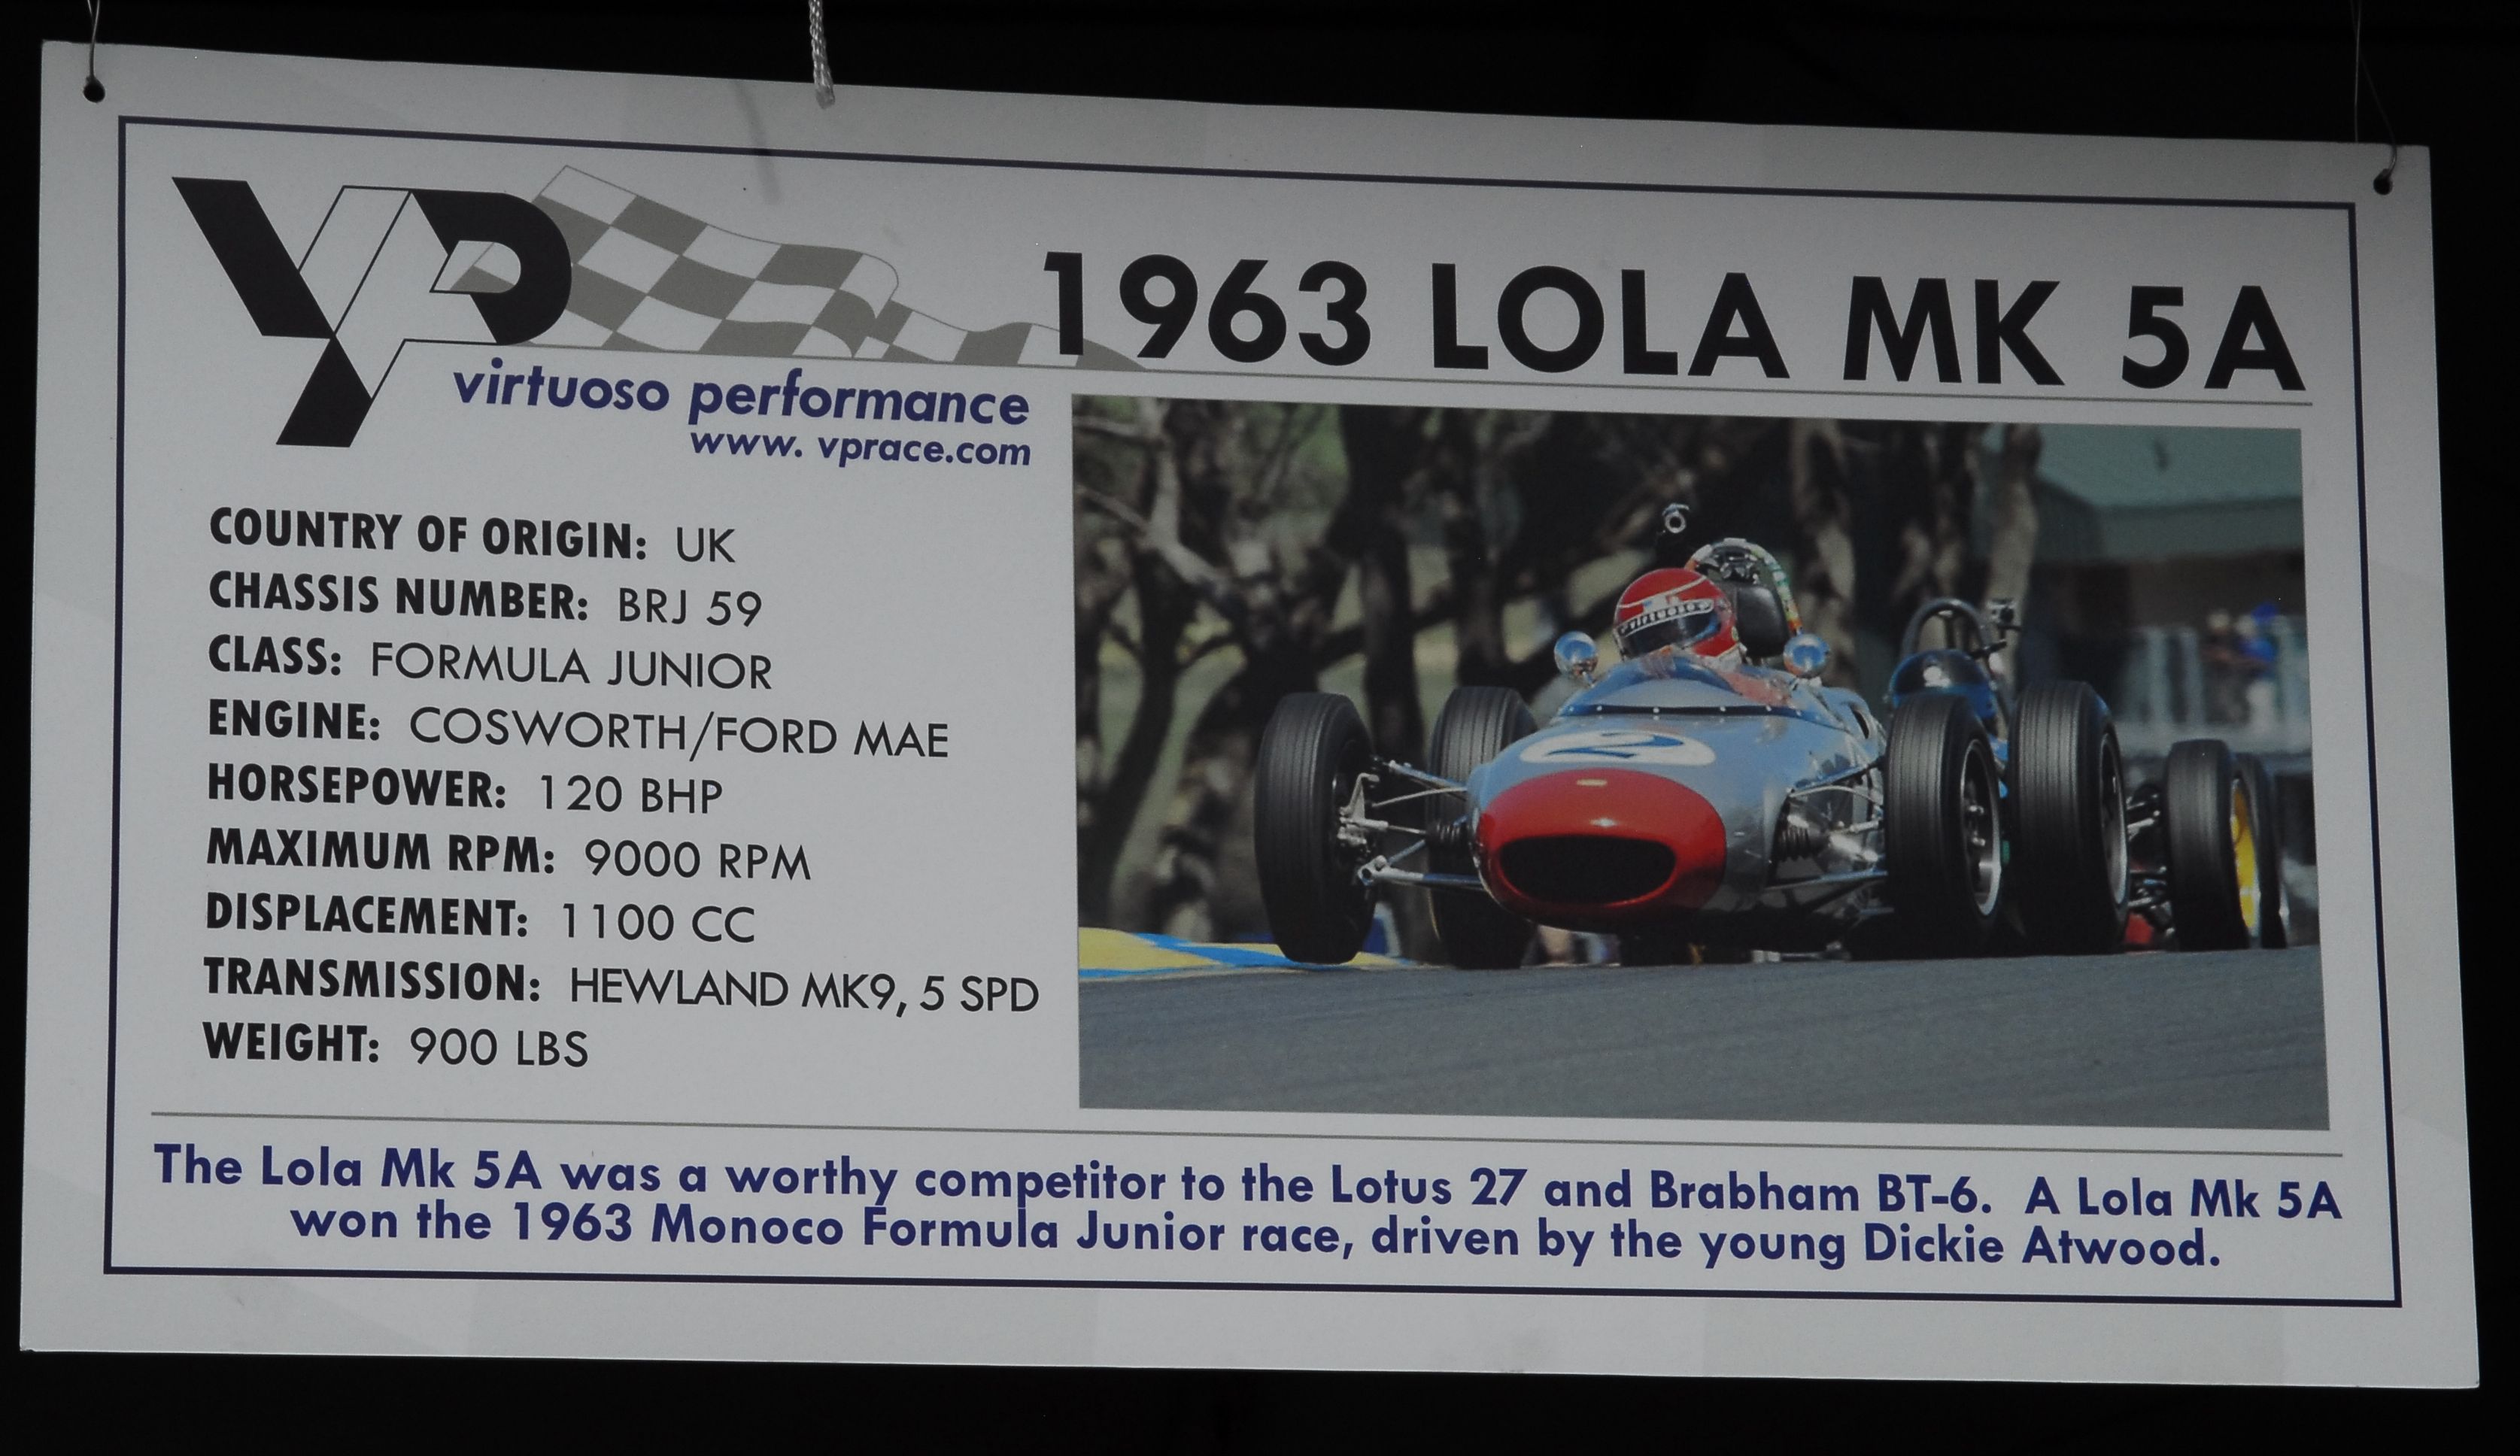 VP
1963 LOLA MK 5A
virtuoso performance
www. vprace.com
COUNTRY OF ORIGIN: UK
CHASSIS NUMBER: BRJ 59
CLASS: FORMULA JUNIOR
ENGINE: COSWORTH/FORD MAE
HORSEPOWER: 120 BHP
MAXIMUM RPM: 9000 RPM
DISPLACEMENT: 1100 CC
TRANSMISSION: HEWLAND MK9, 5 SPD
WEIGHT: 900 LBS
virtuoso
2
The Lola Mk 5A was a worthy competitor to the Lotus 27 and Brabham BT-6. A Lola Mk 5A
won the 1963 Monoco Formula Junior race, driven by the young Dickie Atwood.